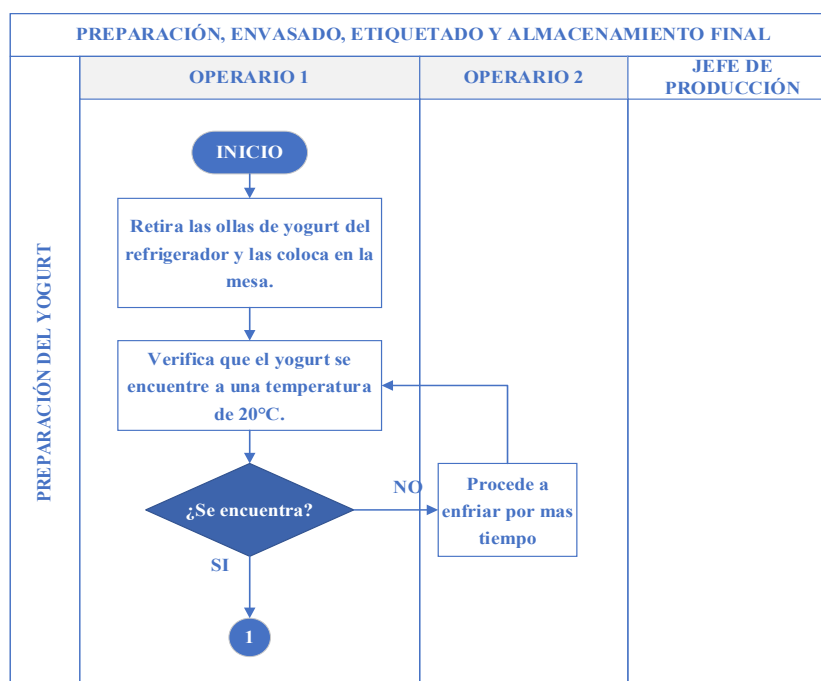 PREPARACIÓN, ENVASADO, ETIQUETADO Y ALMACENAMIENTO FINAL
OPERARIO 1
OPERARIO 2
JEFE DE
PRODUCCIÓN
PREPARACIÓN DEL YOGURT
INICIO
Retira las ollas de yogurt del
refrigerador y las coloca en la
mesa.
Verifica que el yogurt se
encuentre a una temperatura
de 20°C.
¿Se encuentra?
NO
Procede a
enfriar por mas
tiempo
SI
1